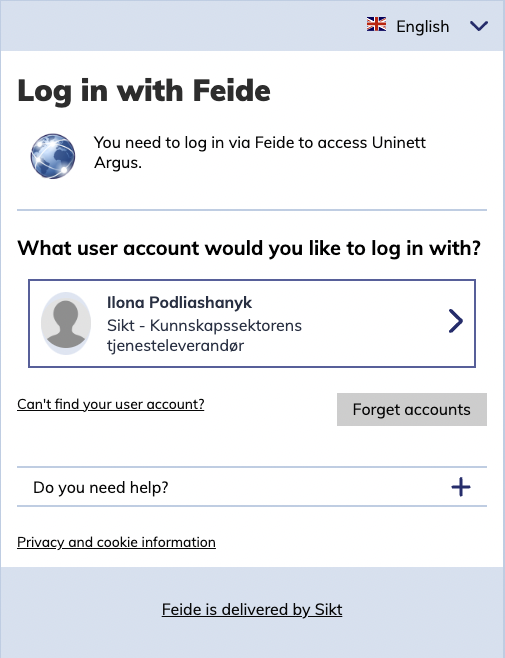 English
Log in with Feide
You need to log in via Feide to access Uninett
Argus.
What user account would you like to log in with?
Ilona Podliashanyk
Sikt - Kunnskapssektorens
tjenesteleverandør
Can't find your user account?
Forget accounts
Do you need help?
Privacy and cookie information
Feide is delivered by Sikt